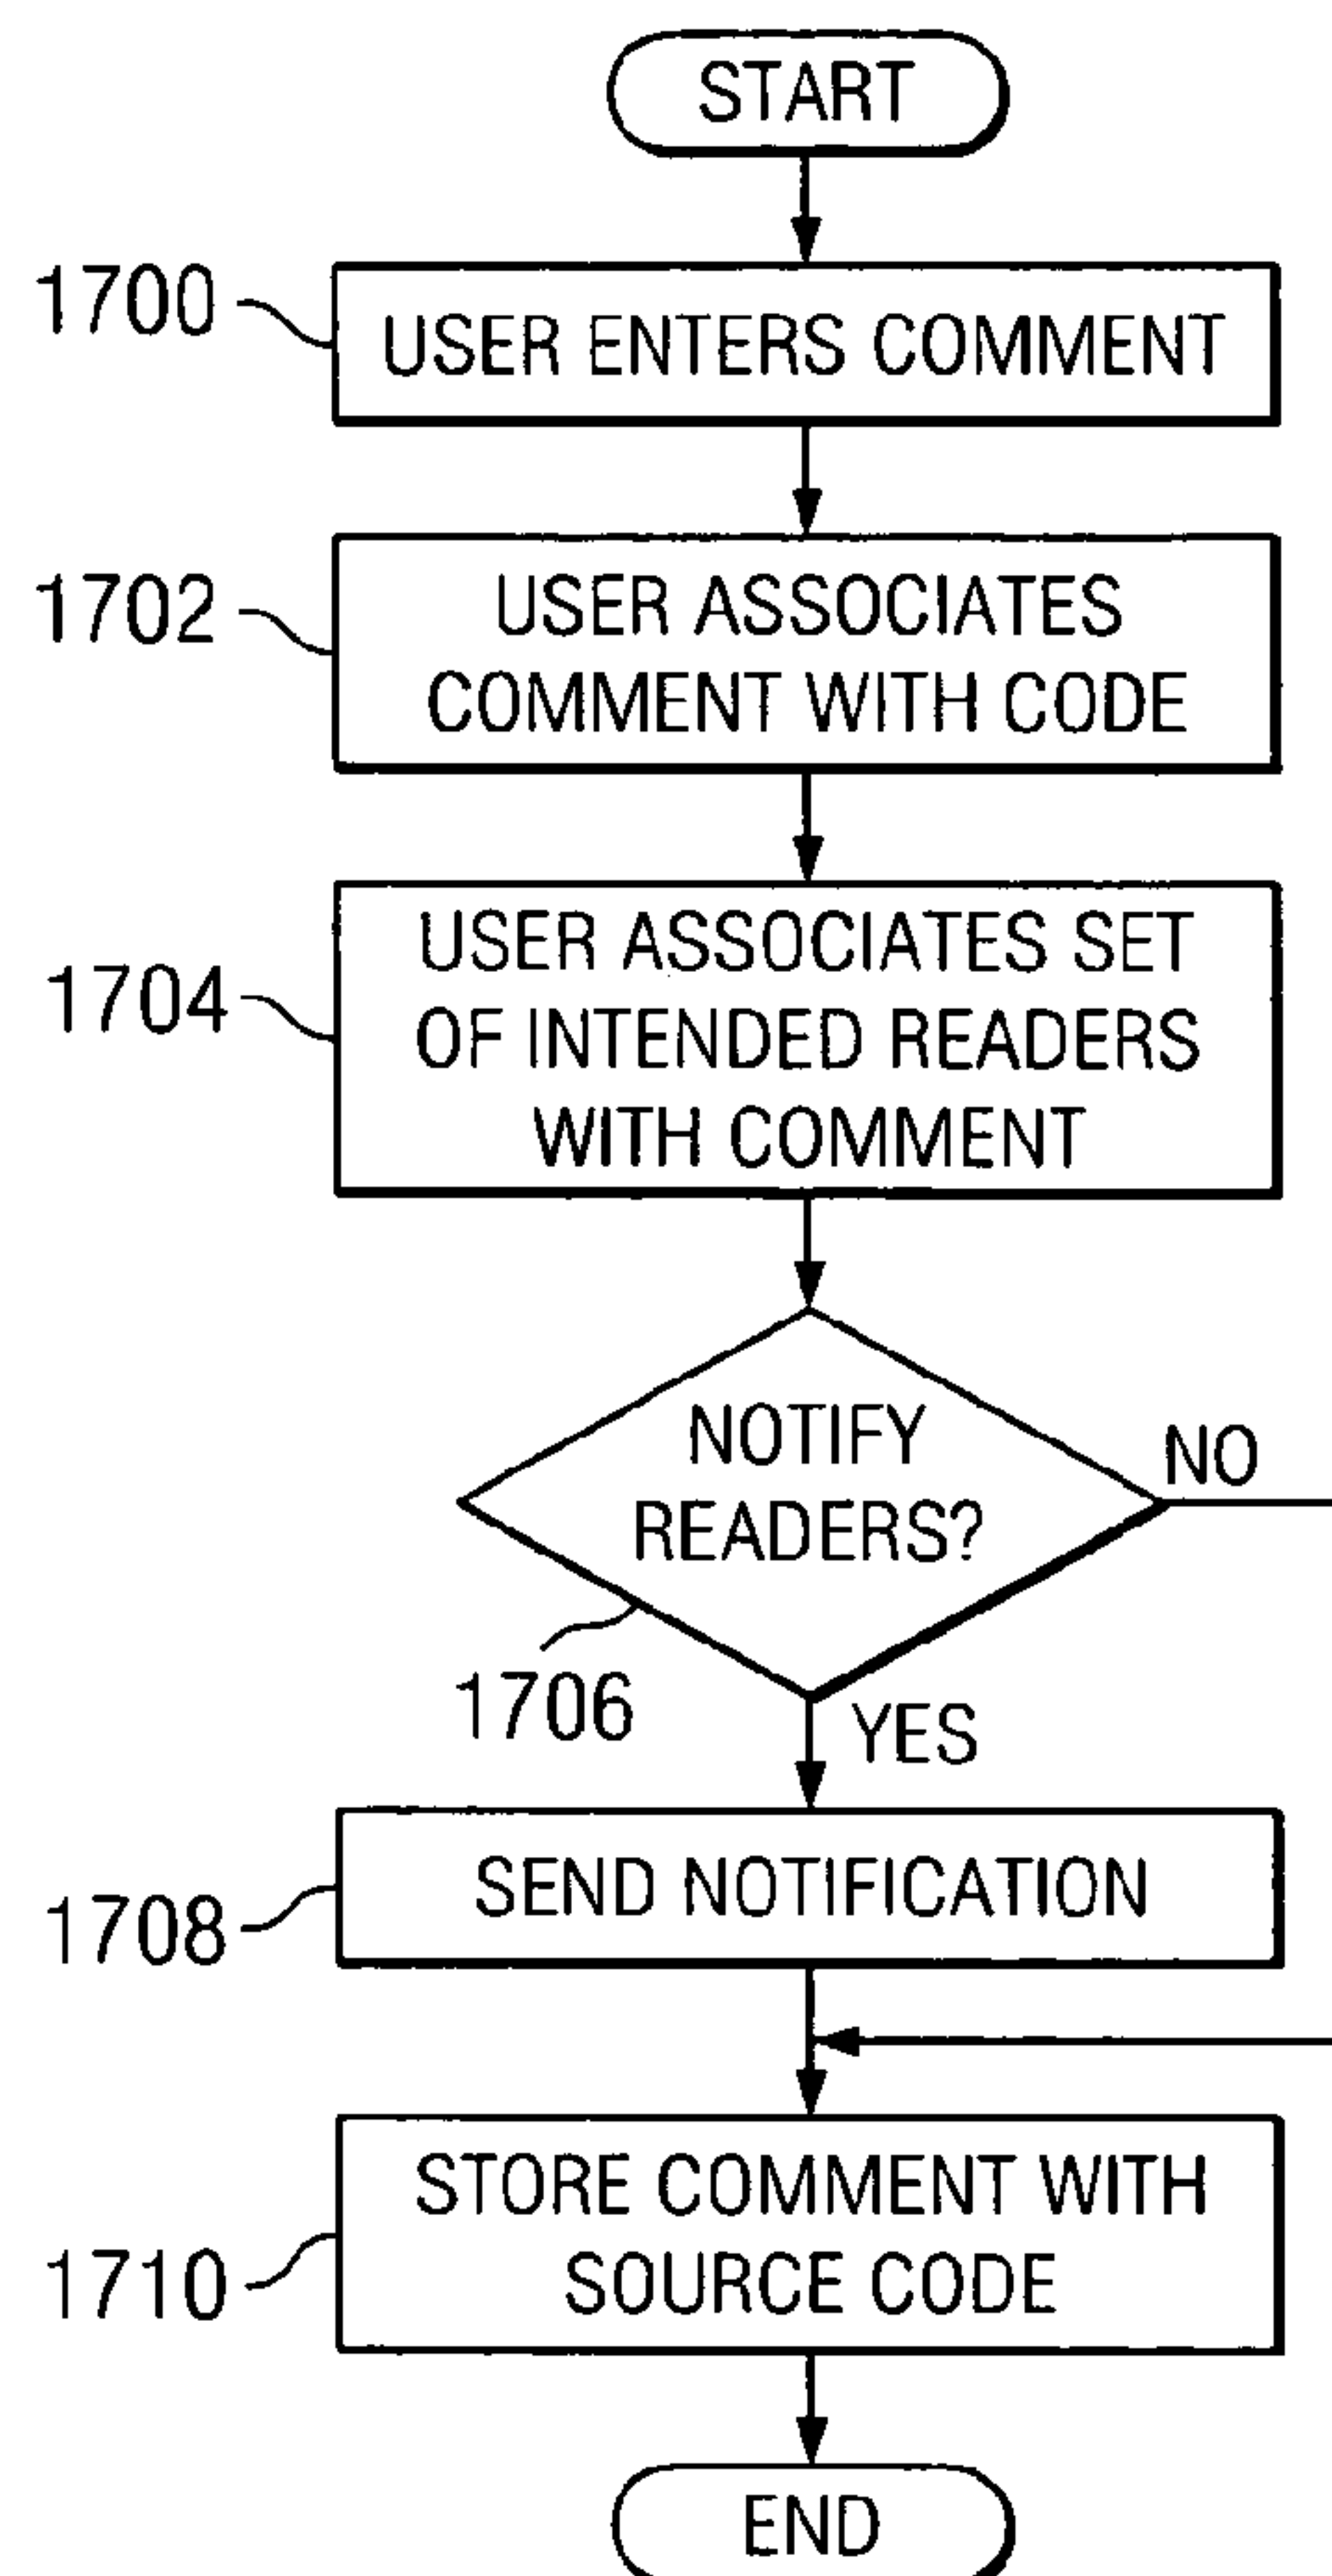 START
1700
USER ENTERS COMMENT
1702
USER ASSOCIATES
COMMENT WITH CODE
1704
USER ASSOCIATES SET
OF INTENDED READERS
WITH COMMENT
NOTIFY
READERS?
NO
1706
YES
1708
SEND NOTIFICATION
1710
STORE COMMENT WITH
SOURCE CODE
END